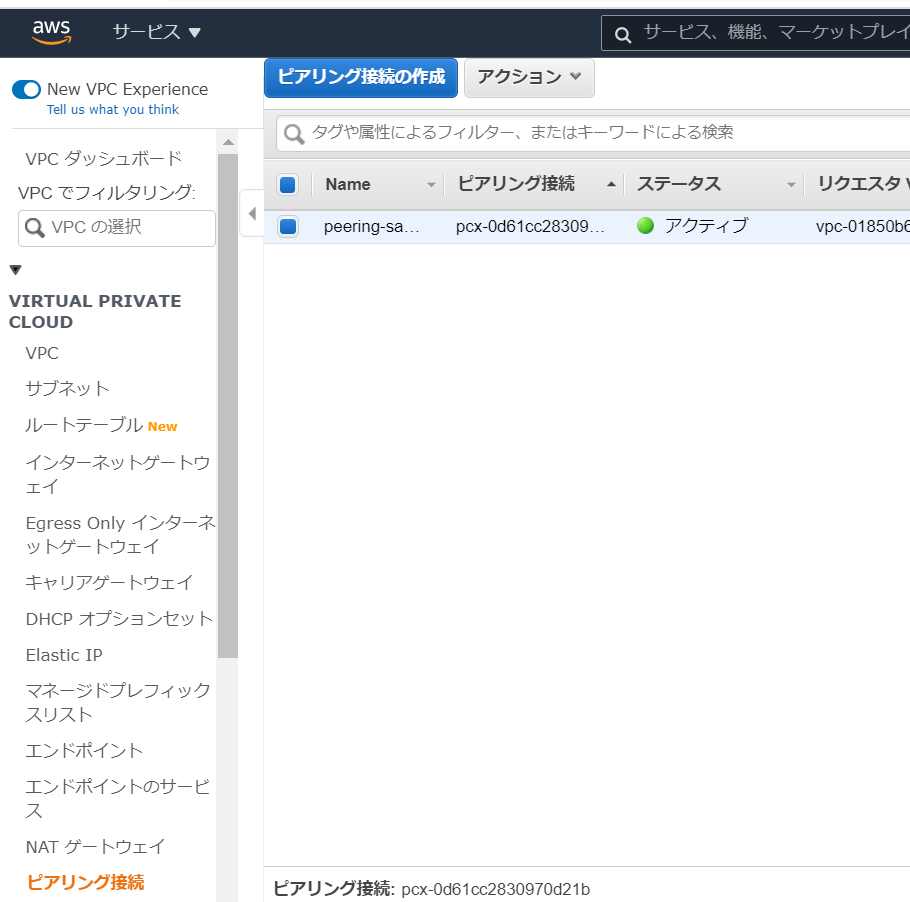 aws サービス ▼ サービス、機能、マーケットプレイ
New VPC Experience
Tell us what you think
ピアリング接続の作成 アクション
タグや属性によるフィルター、またはキーワードによる検索
Name ピアリング接続 ステータス リクエスタ V
peering-sa... pcx-0d61cc28309... アクティブ vpc-01850b6
VPC ダッシュボード
VPC でフィルタリング:
VPC の選択
VIRTUAL PRIVATE
CLOUD
VPC
サブネット
ルートテーブル New
インターネットゲートウ
ェイ
Egress Only インターネ
ットゲートウェイ
キャリアゲートウェイ
DHCP オプションセット
Elastic IP
マネージドプレフィック
スリスト
エンドポイント
エンドポイントのサービ
ス
NAT ゲートウェイ
ピアリング接続
ピアリング接続: pcx-0d61cc2830970d21b